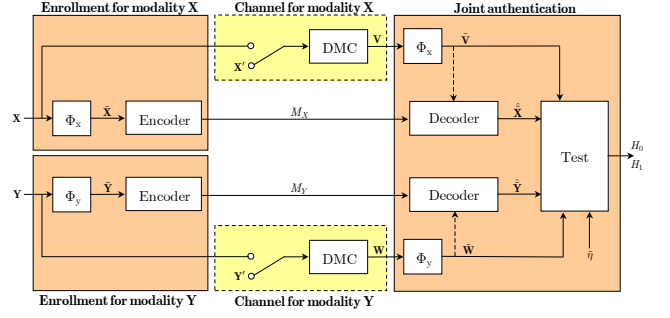 Enrollment for modality X
Channel for modality X
Joint authentication
X′
DMC
V
Φx
Ṽ
X
Φx
X̃
Encoder
MX
Decoder
X̃̂
Test
H0
H1
Y
Φy
Ỹ
Encoder
MY
Decoder
Ỹ̂
Y′
DMC
W
Φy
W̃
η̃
Enrollment for modality Y
Channel for modality Y